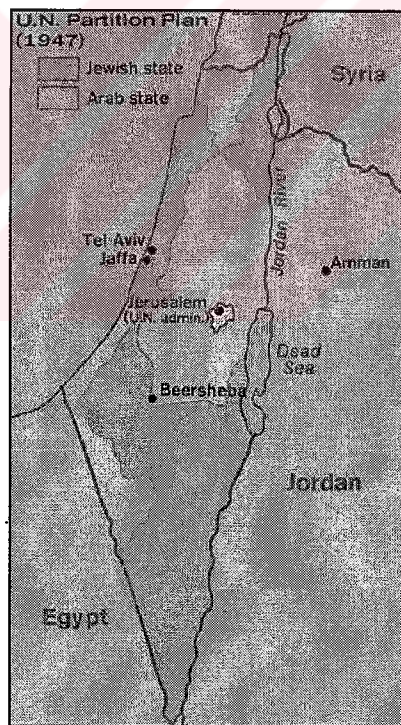 U.N. Partition Plan
(1947)
Jewish state
Arab state
Syria
Tel Aviv
Jaffa
Jordan River
Amman
Jerusalem
(U.N. admin.)
Dead
Sea
Beersheba
Jordan
Egypt